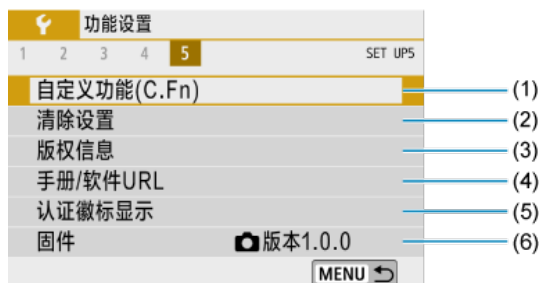 功能设置
1 2 3 4 5 SET UP5
自定义功能(C.Fn) (1)
清除设置 (2)
版权信息 (3)
手册/软件URL (4)
认证徽标显示 (5)
固件 版本1.0.0 (6)
MENU